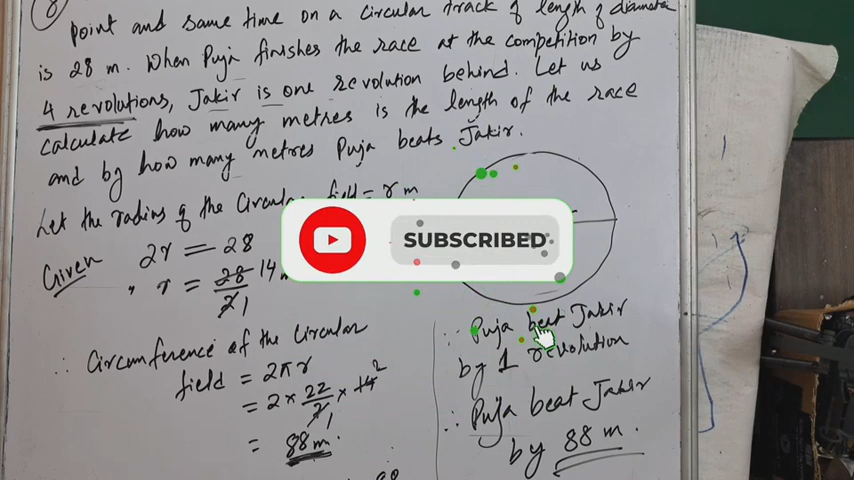 8
Point and same time on a circular track of length of diameter
is 28 m. When Puja finishes the race at the competition by
4 revolutions, Jakir is one revolution behind. Let us
calculate how many metres is the length of the race
and by how many metres Puja beats Jakir.
Let the radius of the Circular field = r m
Given 2r = 28
r = 28/2 14
1
SUBSCRIBED
∴ Circumference of the Circular
field = 2πr
= 2 × 22/7 × 14 2
1
= 88 m.
∴ Puja beat Jakir
by 1 revolution
∴ Puja beat Jakir
by 88 m.